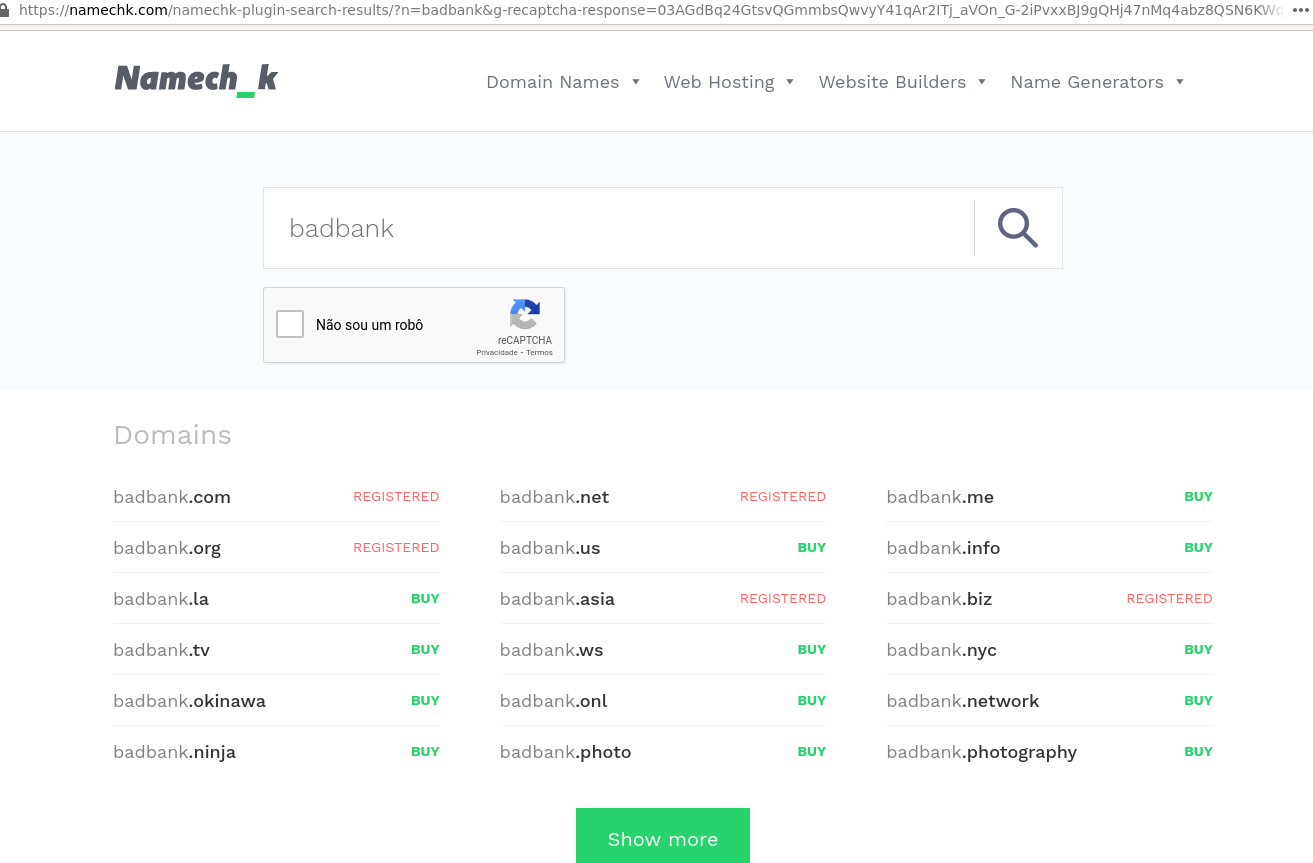 https://namechk.com/namechk-plugin-search-results/?n=badbank&g-recaptcha-response=03AGdBq24GtsvQGmmbsQwvyY41qAr2ITj_aVOn_G-2iPvxxBJ9gQHj47nMq4abz8QSN6KWq
Namech_k
Domain Names Web Hosting Website Builders Name Generators
badbank
Não sou um robô
reCAPTCHA
Privacidade - Termos
Domains
badbank.com REGISTERED badbank.net REGISTERED badbank.me BUY
badbank.org REGISTERED badbank.us BUY badbank.info BUY
badbank.la BUY badbank.asia REGISTERED badbank.biz REGISTERED
badbank.tv BUY badbank.ws BUY badbank.nyc BUY
badbank.okinawa BUY badbank.onl BUY badbank.network BUY
badbank.ninja BUY badbank.photo BUY badbank.photography BUY
Show more